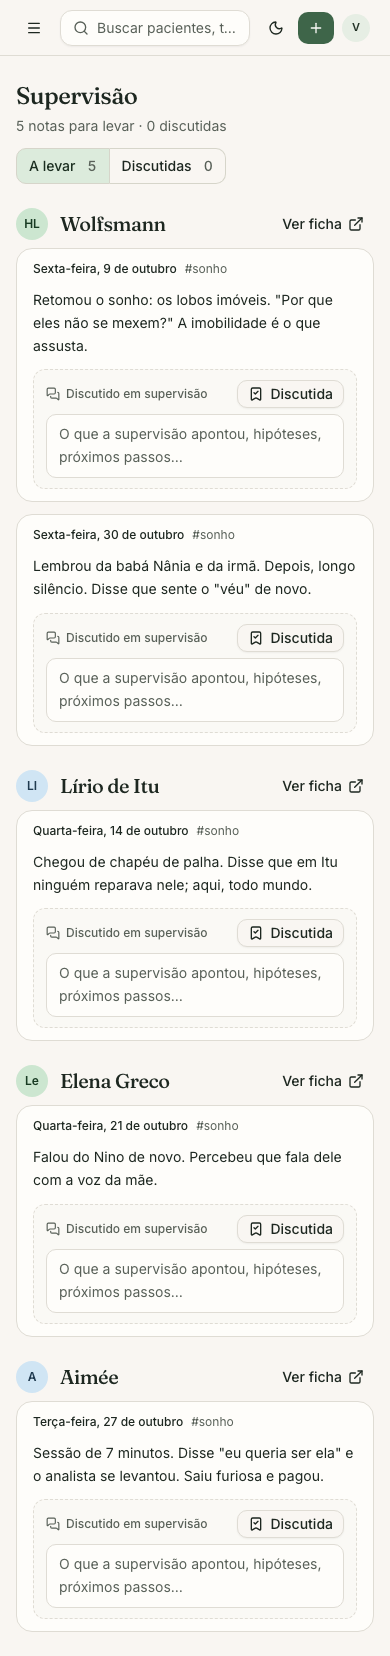 Buscar pacientes, t...
V
Supervisão
5 notas para levar · 0 discutidas
A levar 5 Discutidas 0
HL Wolfsmann Ver ficha
Sexta-feira, 9 de outubro #sonho
Retomou o sonho: os lobos imóveis. "Por que
eles não se mexem?" A imobilidade é o que
assusta.
Discutido em supervisão Discutida
O que a supervisão apontou, hipóteses,
próximos passos...
Sexta-feira, 30 de outubro #sonho
Lembrou da babá Nânia e da irmã. Depois, longo
silêncio. Disse que sente o "véu" de novo.
Discutido em supervisão Discutida
O que a supervisão apontou, hipóteses,
próximos passos...
LI Lírio de Itu Ver ficha
Quarta-feira, 14 de outubro #sonho
Chegou de chapéu de palha. Disse que em Itu
ninguém reparava nele; aqui, todo mundo.
Discutido em supervisão Discutida
O que a supervisão apontou, hipóteses,
próximos passos...
Le Elena Greco Ver ficha
Quarta-feira, 21 de outubro #sonho
Falou do Nino de novo. Percebeu que fala dele
com a voz da mãe.
Discutido em supervisão Discutida
O que a supervisão apontou, hipóteses,
próximos passos...
A Aimée Ver ficha
Terça-feira, 27 de outubro #sonho
Sessão de 7 minutos. Disse "eu queria ser ela" e
o analista se levantou. Saiu furiosa e pagou.
Discutido em supervisão Discutida
O que a supervisão apontou, hipóteses,
próximos passos...